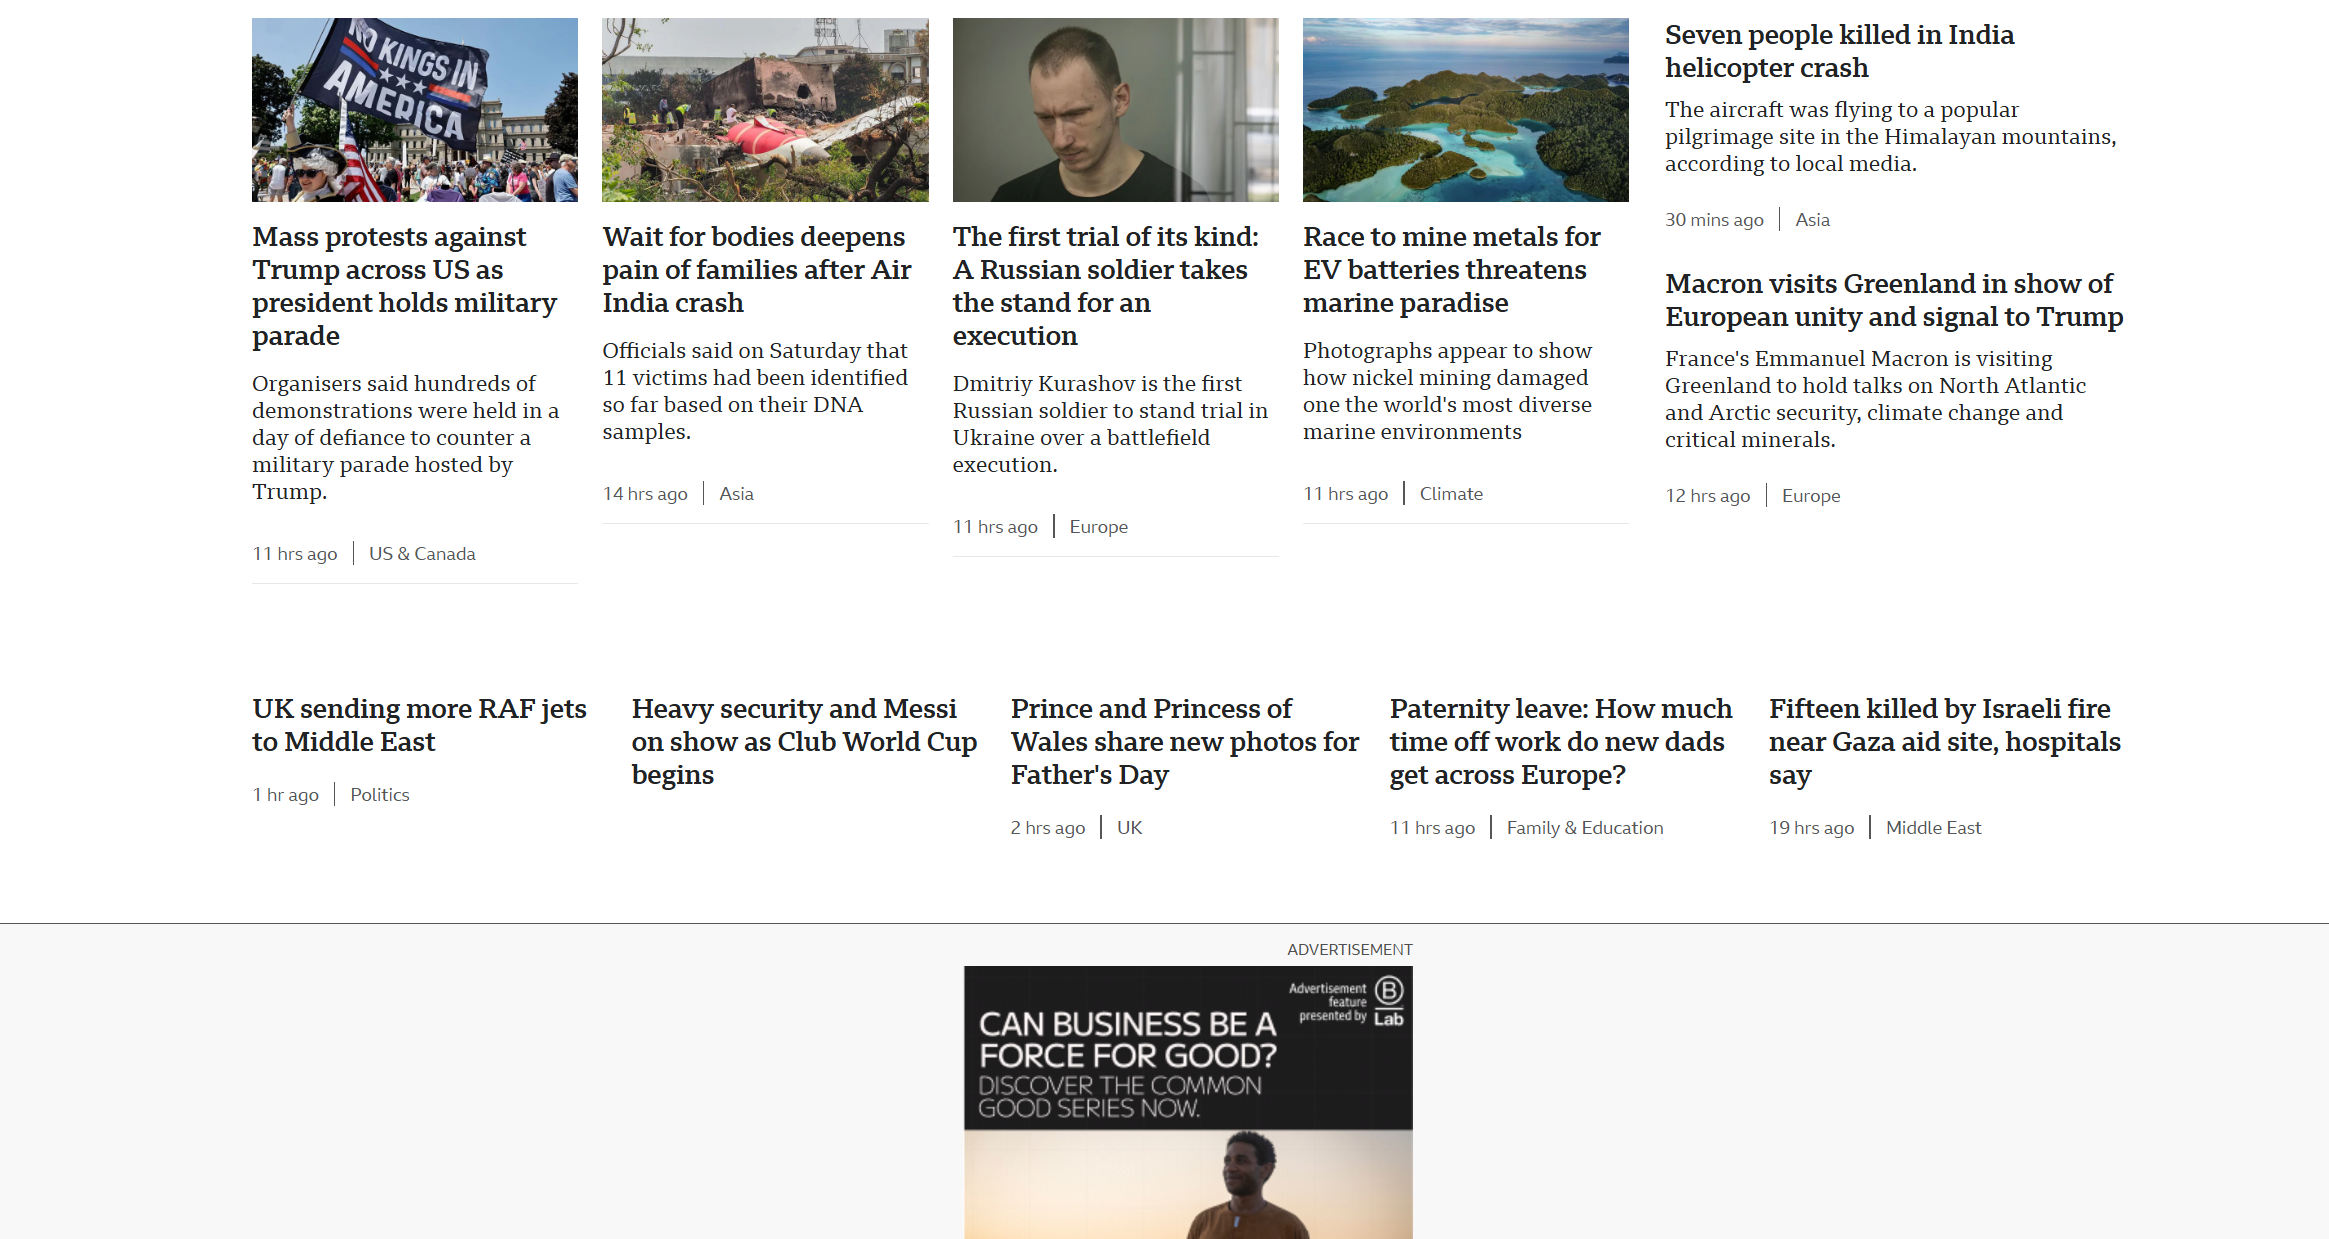 NO KINGS IN
AMERICA
Mass protests against
Trump across US as
president holds military
parade
Organisers said hundreds of
demonstrations were held in a
day of defiance to counter a
military parade hosted by
Trump.
11 hrs ago | US & Canada
Wait for bodies deepens
pain of families after Air
India crash
Officials said on Saturday that
11 victims had been identified
so far based on their DNA
samples.
14 hrs ago | Asia
The first trial of its kind:
A Russian soldier takes
the stand for an
execution
Dmitriy Kurashov is the first
Russian soldier to stand trial in
Ukraine over a battlefield
execution.
11 hrs ago | Europe
Race to mine metals for
EV batteries threatens
marine paradise
Photographs appear to show
how nickel mining damaged
one the world's most diverse
marine environments
11 hrs ago | Climate
Seven people killed in India
helicopter crash
The aircraft was flying to a popular
pilgrimage site in the Himalayan mountains,
according to local media.
30 mins ago | Asia
Macron visits Greenland in show of
European unity and signal to Trump
France's Emmanuel Macron is visiting
Greenland to hold talks on North Atlantic
and Arctic security, climate change and
critical minerals.
12 hrs ago | Europe
UK sending more RAF jets
to Middle East
1 hr ago | Politics
Heavy security and Messi
on show as Club World Cup
begins
Prince and Princess of
Wales share new photos for
Father's Day
2 hrs ago | UK
Paternity leave: How much
time off work do new dads
get across Europe?
11 hrs ago | Family & Education
Fifteen killed by Israeli fire
near Gaza aid site, hospitals
say
19 hrs ago | Middle East
ADVERTISEMENT
Advertisement
feature
presented by
B
Lab
CAN BUSINESS BE A
FORCE FOR GOOD?
DISCOVER THE COMMON
GOOD SERIES NOW.